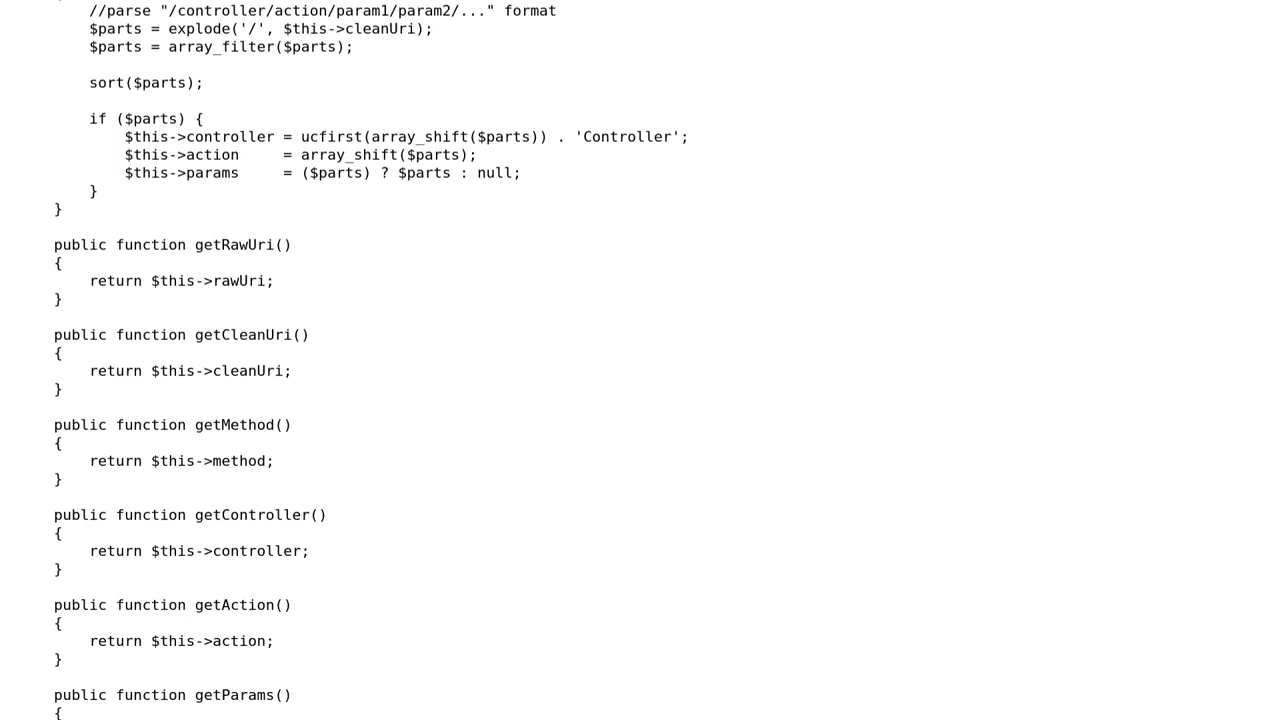 //parse "/controller/action/param1/param2/..." format
$parts = explode('/', $this->cleanUri);
$parts = array_filter($parts);

sort($parts);

if ($parts) {
    $this->controller = ucfirst(array_shift($parts)) . 'Controller';
    $this->action     = array_shift($parts);
    $this->params     = ($parts) ? $parts : null;
}
}

public function getRawUri()
{
    return $this->rawUri;
}

public function getCleanUri()
{
    return $this->cleanUri;
}

public function getMethod()
{
    return $this->method;
}

public function getController()
{
    return $this->controller;
}

public function getAction()
{
    return $this->action;
}

public function getParams()
{